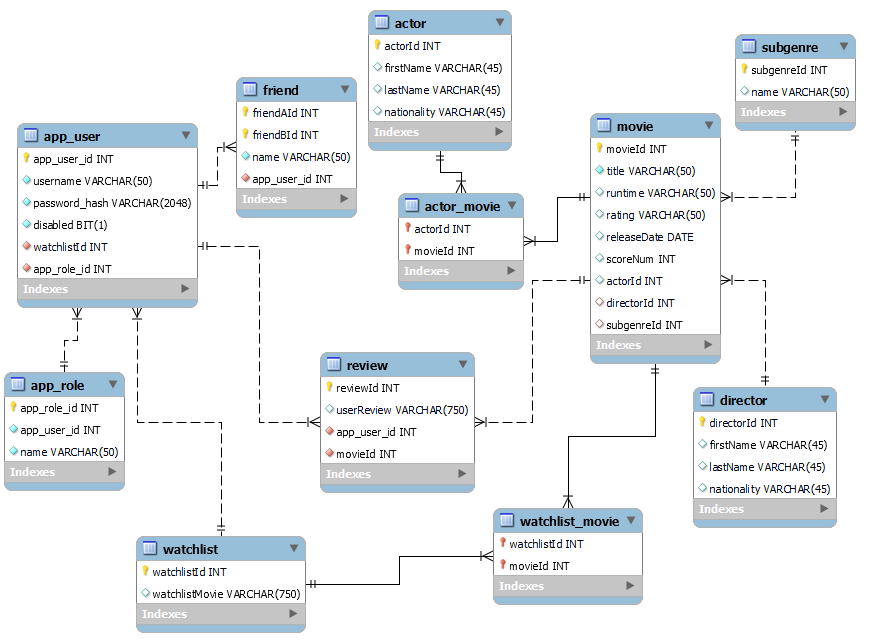 actor
actorId INT
firstName VARCHAR(45)
lastName VARCHAR(45)
nationality VARCHAR(45)
Indexes
subgenre
subgenreId INT
name VARCHAR(50)
Indexes
friend
friendAId INT
friendBId INT
name VARCHAR(50)
app_user_id INT
Indexes
app_user
app_user_id INT
username VARCHAR(50)
password_hash VARCHAR(2048)
disabled BIT(1)
watchlistId INT
app_role_id INT
Indexes
movie
movieId INT
title VARCHAR(50)
runtime VARCHAR(50)
rating VARCHAR(50)
releaseDate DATE
scoreNum INT
actorId INT
directorId INT
subgenreId INT
Indexes
actor_movie
actorId INT
movieId INT
Indexes
app_role
app_role_id INT
app_user_id INT
name VARCHAR(50)
Indexes
review
reviewId INT
userReview VARCHAR(750)
app_user_id INT
movieId INT
Indexes
director
directorId INT
firstName VARCHAR(45)
lastName VARCHAR(45)
nationality VARCHAR(45)
Indexes
watchlist
watchlistId INT
watchlistMovie VARCHAR(750)
Indexes
watchlist_movie
watchlistId INT
movieId INT
Indexes